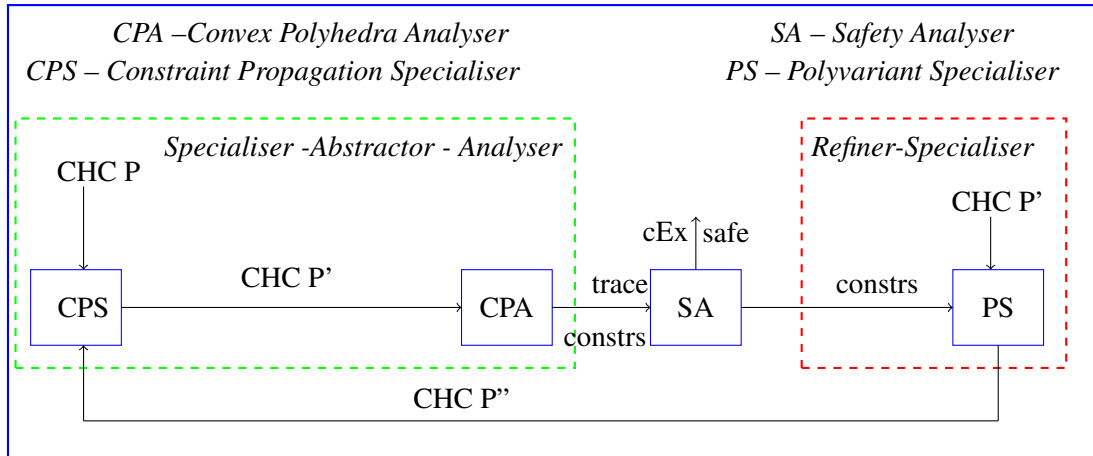 CPA –Convex Polyhedra Analyser
SA – Safety Analyser
CPS – Constraint Propagation Specialiser
PS – Polyvariant Specialiser
Specialiser -Abstractor - Analyser
Refiner-Specialiser
CHC P
CHC P'
cEx safe
CHC P'
trace
constrs
CPS
CPA
SA
PS
constrs
CHC P''